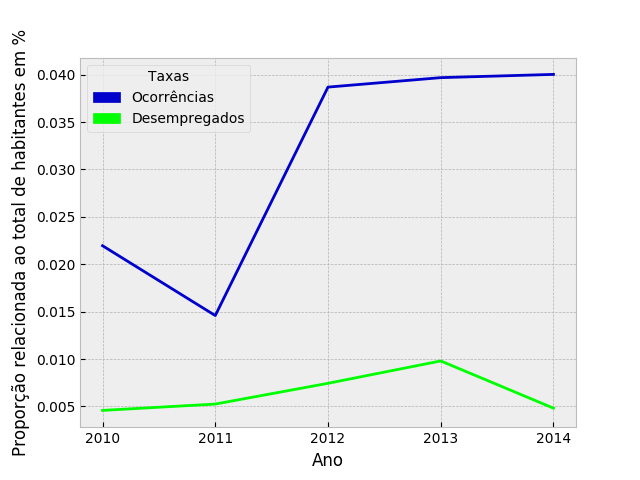 Proporção relacionada ao total de habitantes em %
0.040
0.035
0.030
0.025
0.020
0.015
0.010
0.005
Taxas
Ocorrências
Desempregados
2010 2011 2012 2013 2014
Ano